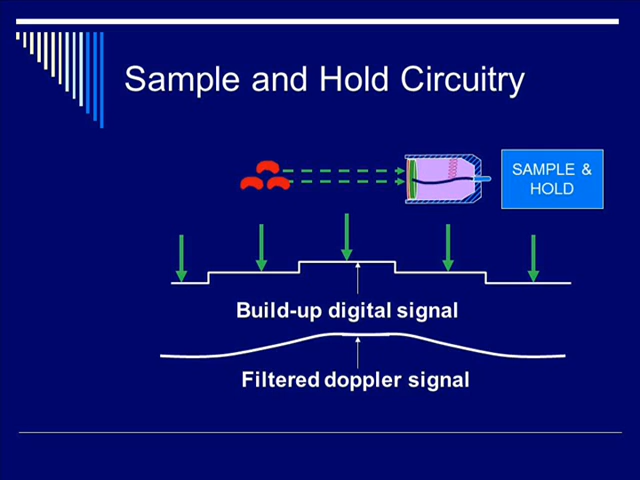 Sample and Hold Circuitry
SAMPLE &
HOLD
Build-up digital signal
Filtered doppler signal